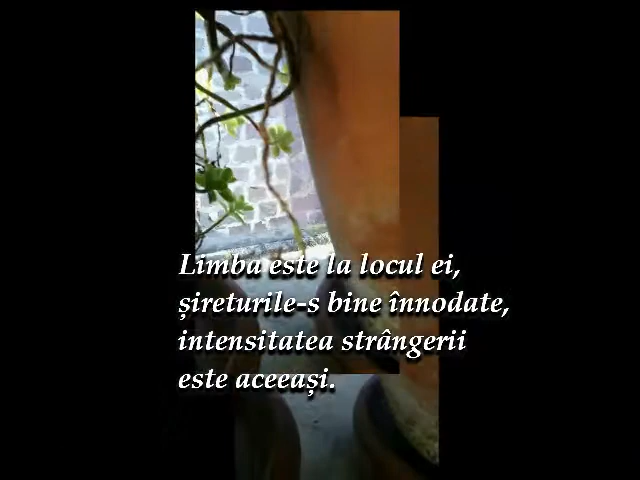 Limba este la locul ei,
șireturile-s bine înnodate,
intensitatea strângerii
este aceeași.